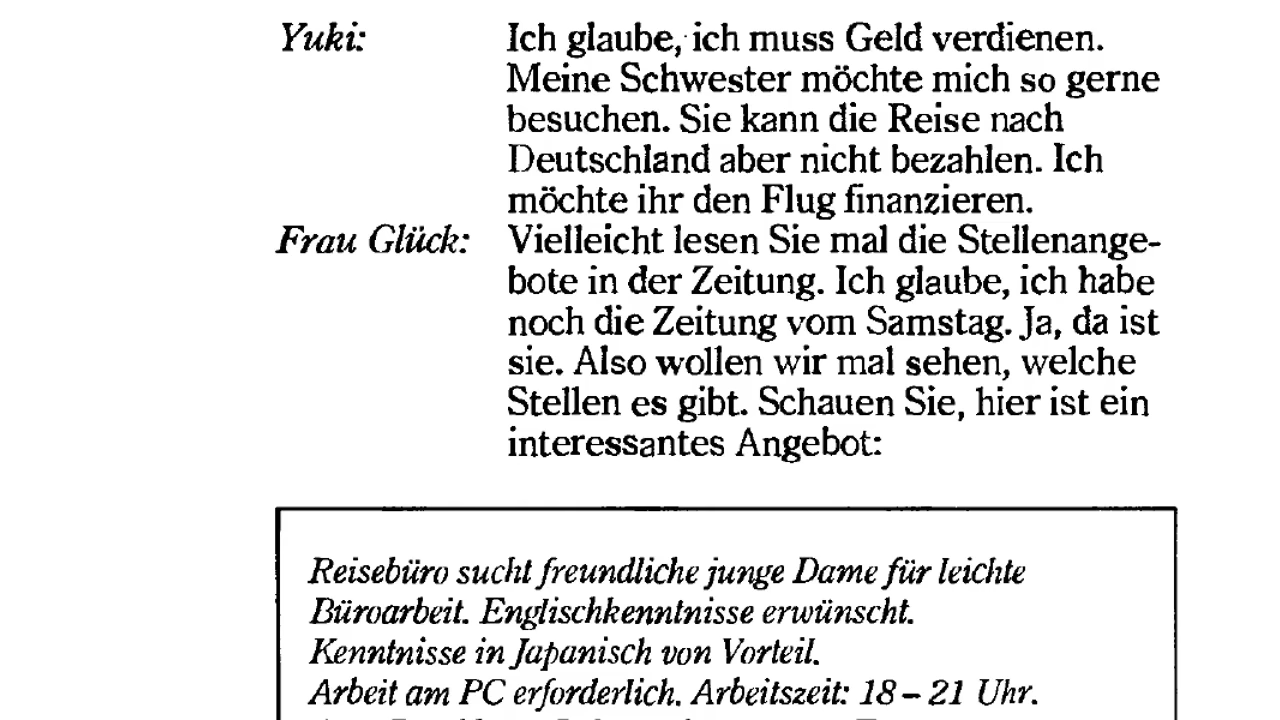 Yuki: Ich glaube, ich muss Geld verdienen.
Meine Schwester möchte mich so gerne
besuchen. Sie kann die Reise nach
Deutschland aber nicht bezahlen. Ich
möchte ihr den Flug finanzieren.
Frau Glück: Vielleicht lesen Sie mal die Stellenange-
bote in der Zeitung. Ich glaube, ich habe
noch die Zeitung vom Samstag. Ja, da ist
sie. Also wollen wir mal sehen, welche
Stellen es gibt. Schauen Sie, hier ist ein
interessantes Angebot:
Reisebüro sucht freundliche junge Dame für leichte
Büroarbeit. Englischkenntnisse erwünscht.
Kenntnisse in Japanisch von Vorteil.
Arbeit am PC erforderlich. Arbeitszeit: 18 – 21 Uhr.